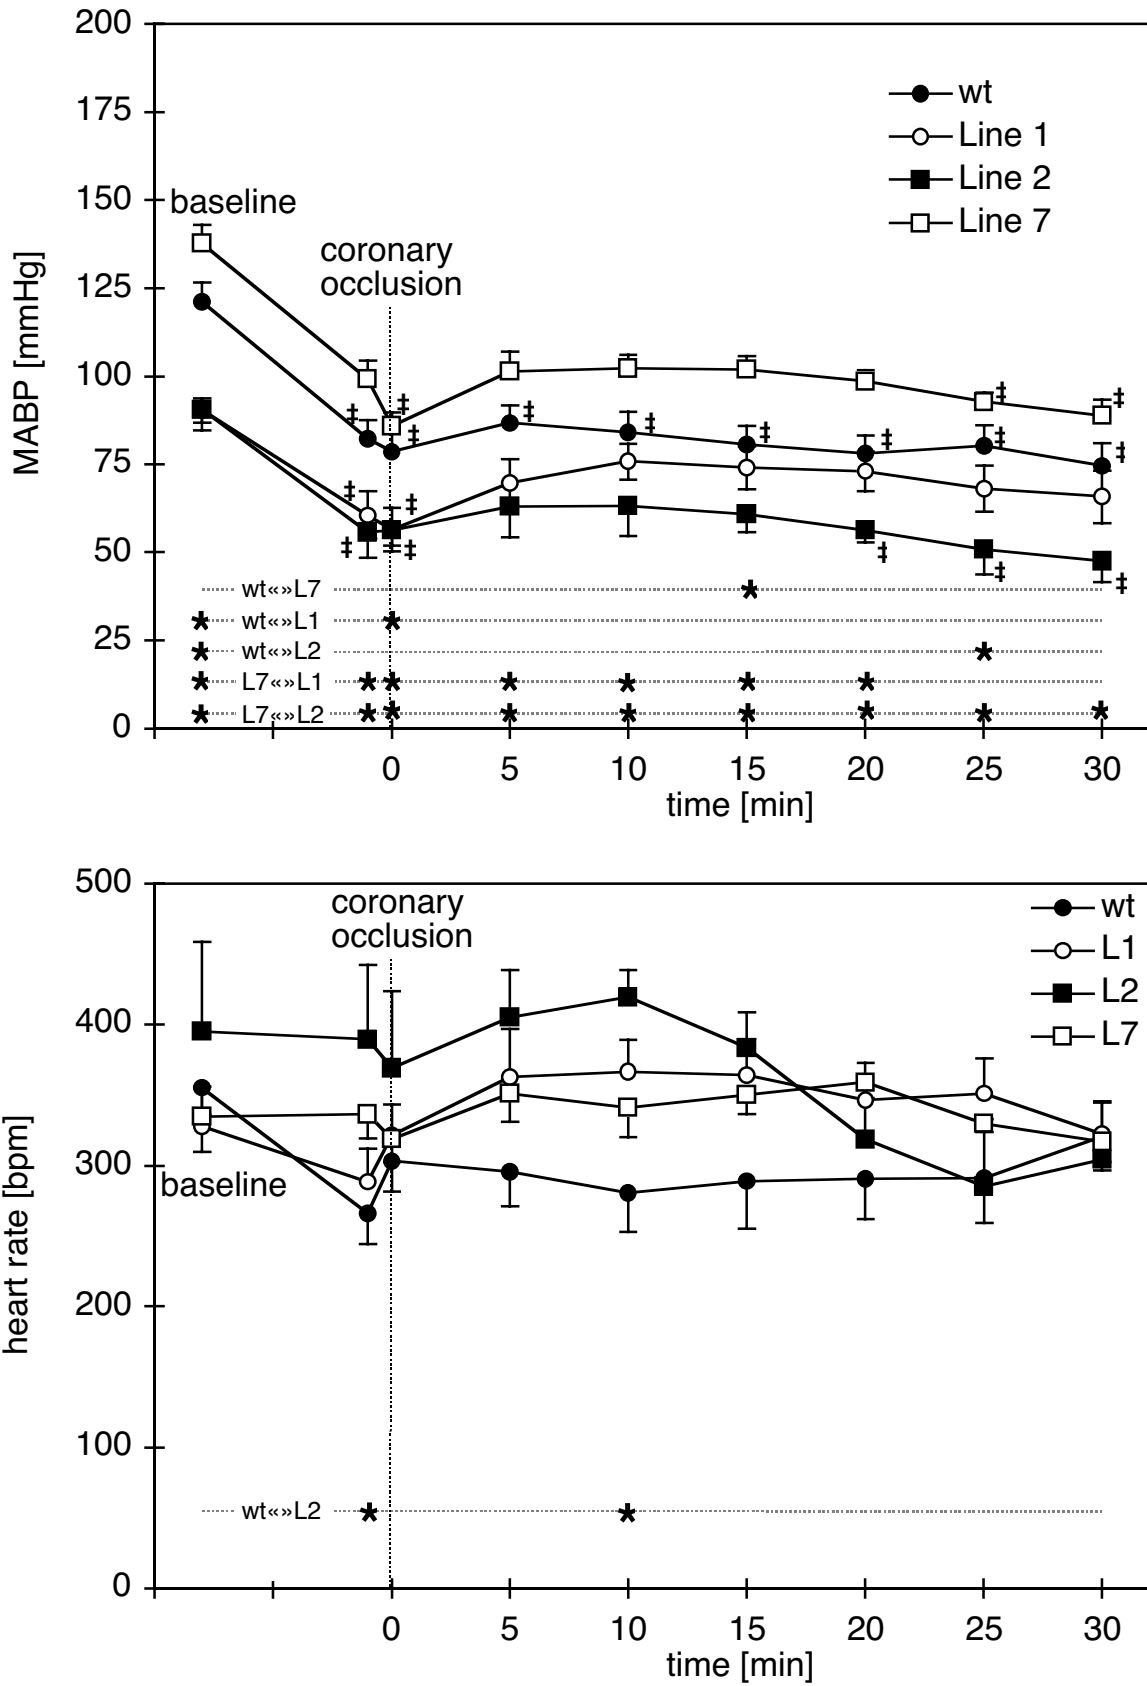 200
175
150
125
100
75
50
25
0
MABP [mmHg]
wt
Line 1
Line 2
Line 7
baseline
coronary
occlusion
‡ ‡ ‡ ‡ ‡ ‡ ‡ ‡ ‡ ‡ ‡ ‡ ‡ ‡ ‡ ‡ ‡ ‡ ‡
wt«»L7 *
* wt«»L1 *
* wt«»L2 *
* L7«»L1 * * * * * *
* L7«»L2 * * * * * * * *
0 5 10 15 20 25 30
time [min]
500
400
300
200
100
0
heart rate [bpm]
coronary
occlusion
wt
L1
L2
L7
baseline
wt«»L2 * *
0 5 10 15 20 25 30
time [min]